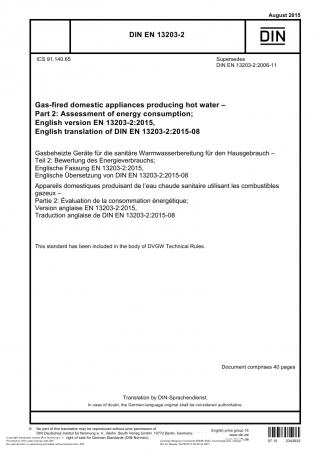 August 2015
DIN EN 13203-2
DIN
ICS 91.140.65
Supersedes
DIN EN 13203-2:2006-11
Gas-fired domestic appliances producing hot water –
Part 2: Assessment of energy consumption;
English version EN 13203-2:2015,
English translation of DIN EN 13203-2:2015-08
Gasbeheizte Geräte für die sanitäre Warmwasserbereitung für den Hausgebrauch –
Teil 2: Bewertung des Energieverbrauchs;
Englische Fassung EN 13203-2:2015,
Englische Übersetzung von DIN EN 13203-2:2015-08
Appareils domestiques produisant de l'eau chaude sanitaire utilisant les combustibles
gazeux –
Partie 2: Évaluation de la consommation énergétique;
Version anglaise EN 13203-2:2015,
Traduction anglaise de DIN EN 13203-2:2015-08
This standard has been included in the body of DVGW Technical Rules.
Document comprises 40 pages
Translation by DIN-Sprachendienst.
In case of doubt, the German-language original shall be considered authoritative.
© No part of this translation may be reproduced without prior permission of
DIN Deutsches Institut für Normung e. V., Berlin. Beuth Verlag GmbH, 10772 Berlin, Germany,
right of sale for German Standards (DIN-Normen).
English price group 16
www.din.de